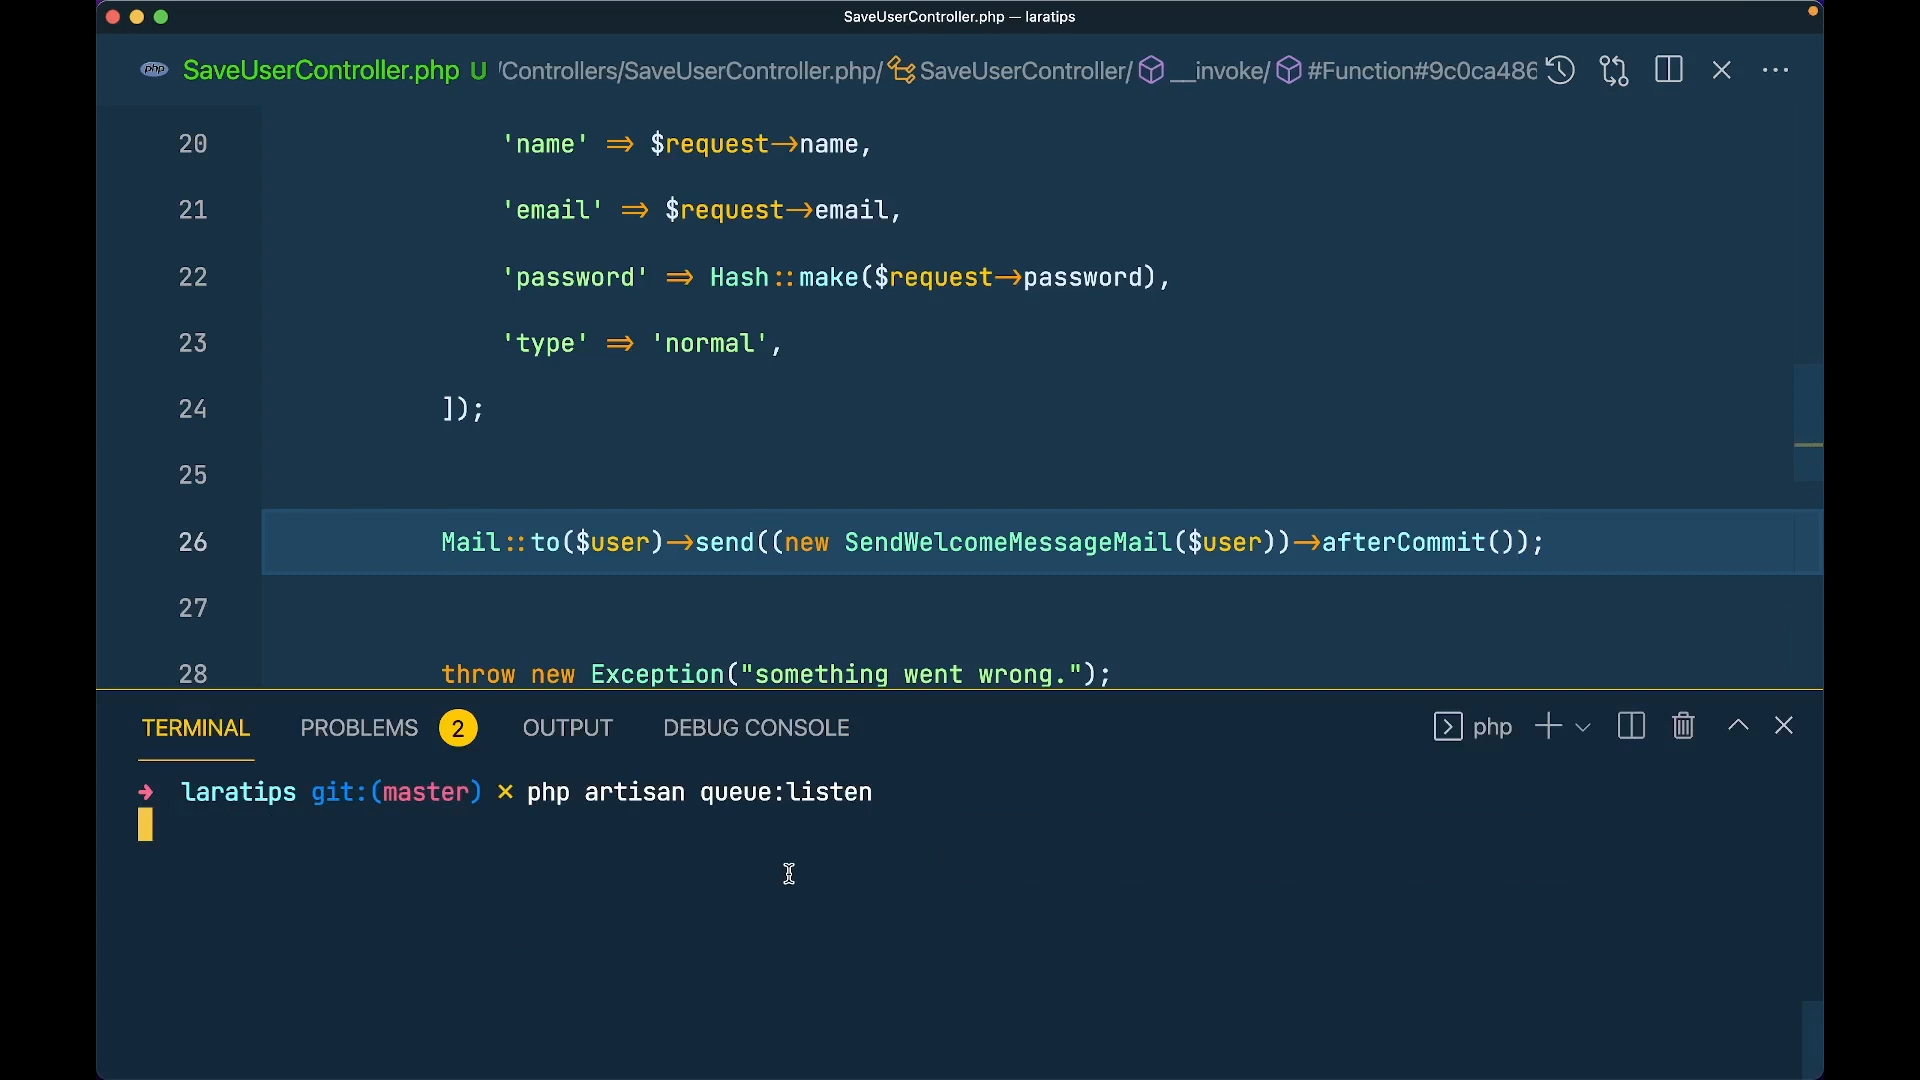 SaveUserController.php — laratips
php SaveUserController.php U /Controllers/SaveUserController.php/ SaveUserController/ __invoke/ #Function#9c0ca486
20 'name' => $request->name,
21 'email' => $request->email,
22 'password' => Hash::make($request->password),
23 'type' => 'normal',
24 ]);
25
26 Mail::to($user)->send((new SendWelcomeMessageMail($user))->afterCommit());
27
28 throw new Exception("something went wrong.");
TERMINAL PROBLEMS 2 OUTPUT DEBUG CONSOLE php
➜ laratips git:(master) ✗ php artisan queue:listen